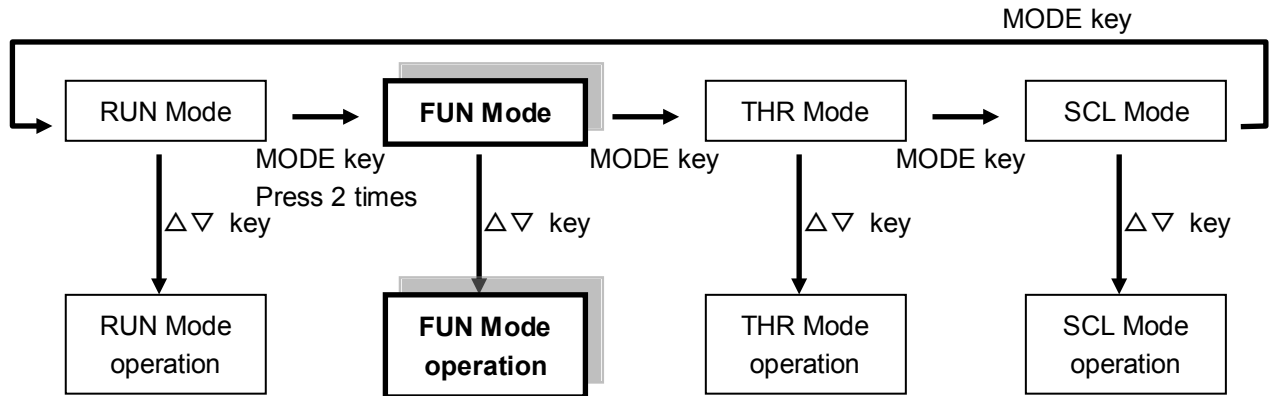 MODE key
RUN Mode
FUN Mode
THR Mode
SCL Mode
MODE key
Press 2 times
MODE key
MODE key
△▽ key
△▽ key
△▽ key
△▽ key
RUN Mode
operation
FUN Mode
operation
THR Mode
operation
SCL Mode
operation